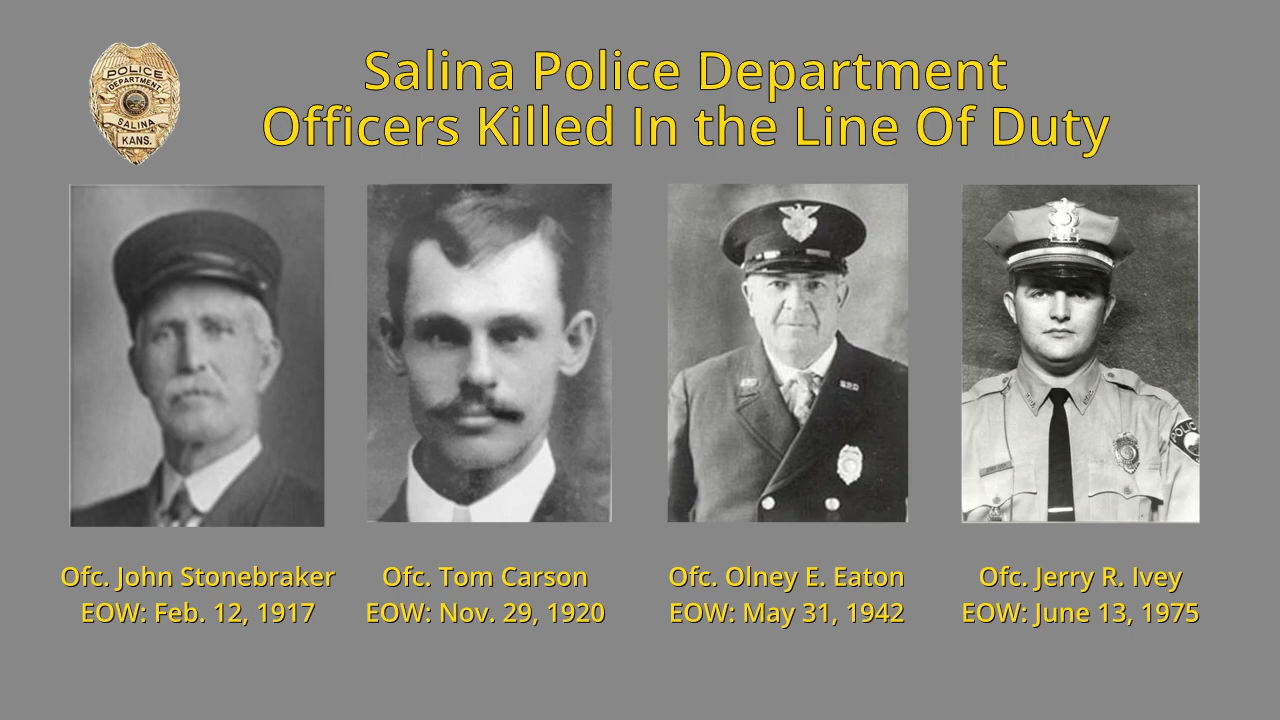 POLICE
DEPARTMENT
SALINA
KANS.
Salina Police Department
Officers Killed In the Line Of Duty
Ofc. John Stonebraker
EOW: Feb. 12, 1917
Ofc. Tom Carson
EOW: Nov. 29, 1920
Ofc. Olney E. Eaton
EOW: May 31, 1942
Ofc. Jerry R. Ivey
EOW: June 13, 1975